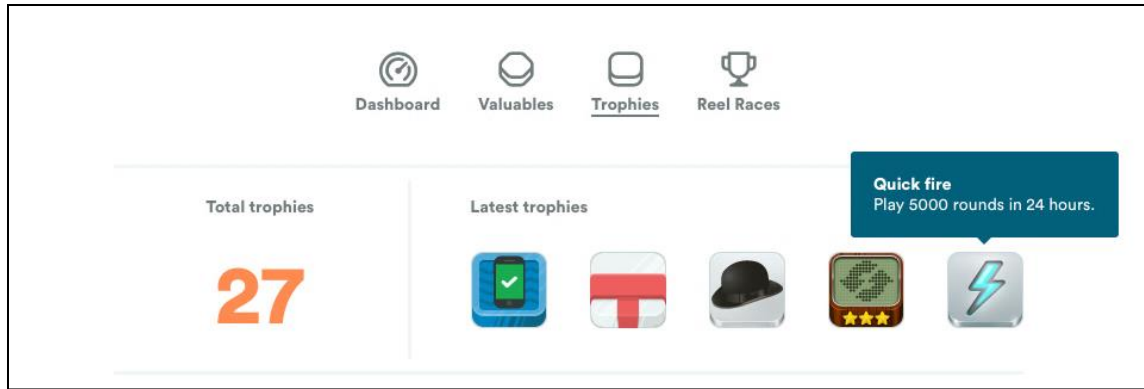 Dashboard
Valuables
Trophies
Reel Races
Quick fire
Play 5000 rounds in 24 hours.
Total trophies
Latest trophies
27